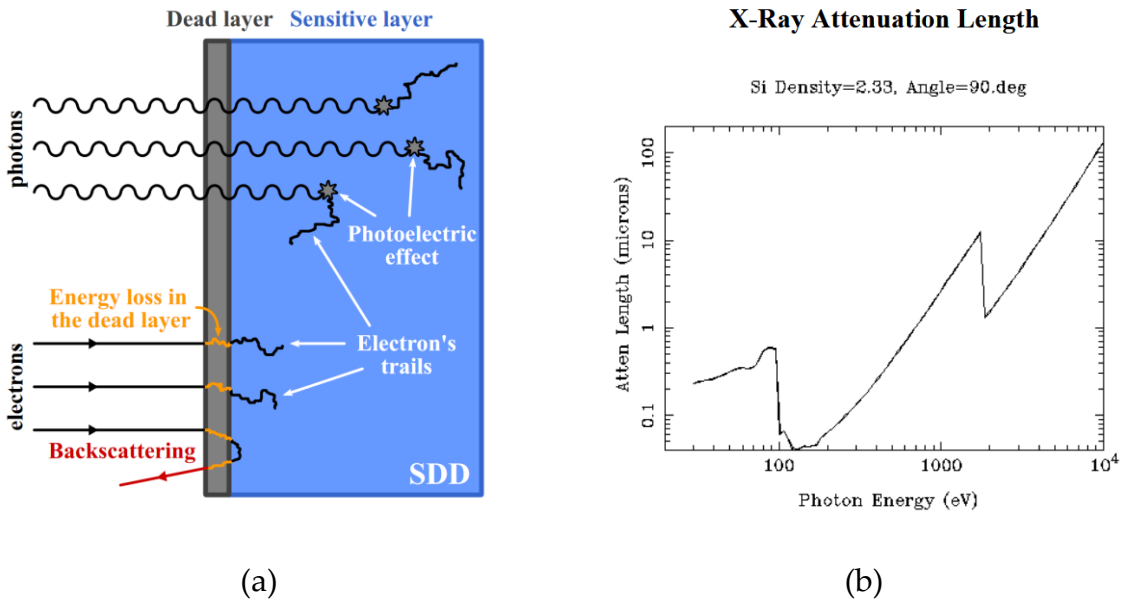 Dead layer Sensitive layer
photons
Photoelectric
effect
Energy loss in
the dead layer
Electron's
trails
electrons
Backscattering
SDD
(a)
X-Ray Attenuation Length
Si Density=2.33, Angle=90.deg
Atten Length (microns)
100
10
1
0.1
100
1000
10^4
Photon Energy (eV)
(b)